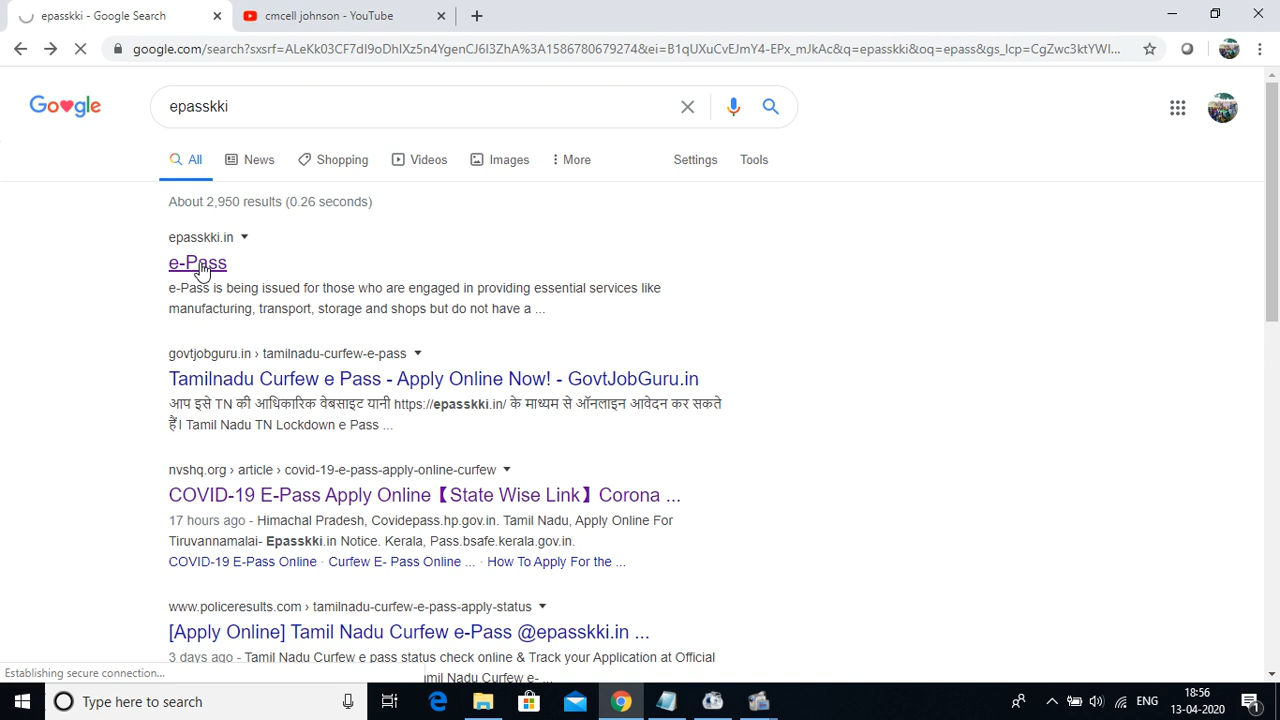 epasskki - Google Search
cmcell johnson - YouTube
google.com/search?sxsrf=ALeKk03CF7dI9oDhIXz5n4YgenCJ6I3ZhA%3A1586780679274&ei=B1qUXuCvEJmY4-EPx_mJkAc&q=epasskki&oq=epass&gs_lcp=CgZwc3ktYWI...
Google
epasskki
All News Shopping Videos Images More Settings Tools
About 2,950 results (0.26 seconds)
epasskki.in
e-Pass
e-Pass is being issued for those who are engaged in providing essential services like
manufacturing, transport, storage and shops but do not have a ...
govtjobguru.in › tamilnadu-curfew-e-pass
Tamilnadu Curfew e Pass - Apply Online Now! - GovtJobGuru.in
आप इसे TN की आधिकारिक वेबसाइट यानी https://epasskki.in/ के माध्यम से ऑनलाइन आवेदन कर सकते
हैं। Tamil Nadu TN Lockdown e Pass ...
nvshq.org › article › covid-19-e-pass-apply-online-curfew
COVID-19 E-Pass Apply Online【State Wise Link】Corona ...
17 hours ago - Himachal Pradesh, Covidepass.hp.gov.in. Tamil Nadu, Apply Online For
Tiruvannamalai- Epasskki.in Notice. Kerala, Pass.bsafe.kerala.gov.in.
COVID-19 E-Pass Online · Curfew E- Pass Online ... · How To Apply For the ...
www.policeresults.com › tamilnadu-curfew-e-pass-apply-status
[Apply Online] Tamil Nadu Curfew e-Pass @epasskki.in ...
3 days ago - Tamil Nadu Curfew e pass status check online & Track your Application at Official
Establishing secure connection...
mil Nadu Curfew e- ...
Type here to search
ENG
18:56
13-04-2020
1